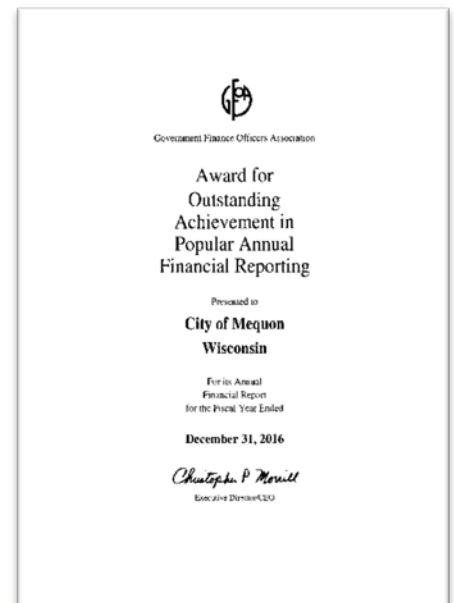 GFOA
Government Finance Officers Association
Award for
Outstanding
Achievement in
Popular Annual
Financial Reporting
Presented to
City of Mequon
Wisconsin
For its Annual
Financial Report
for the Fiscal Year Ended
December 31, 2016
Christopher P Morrill
Executive Director/CEO